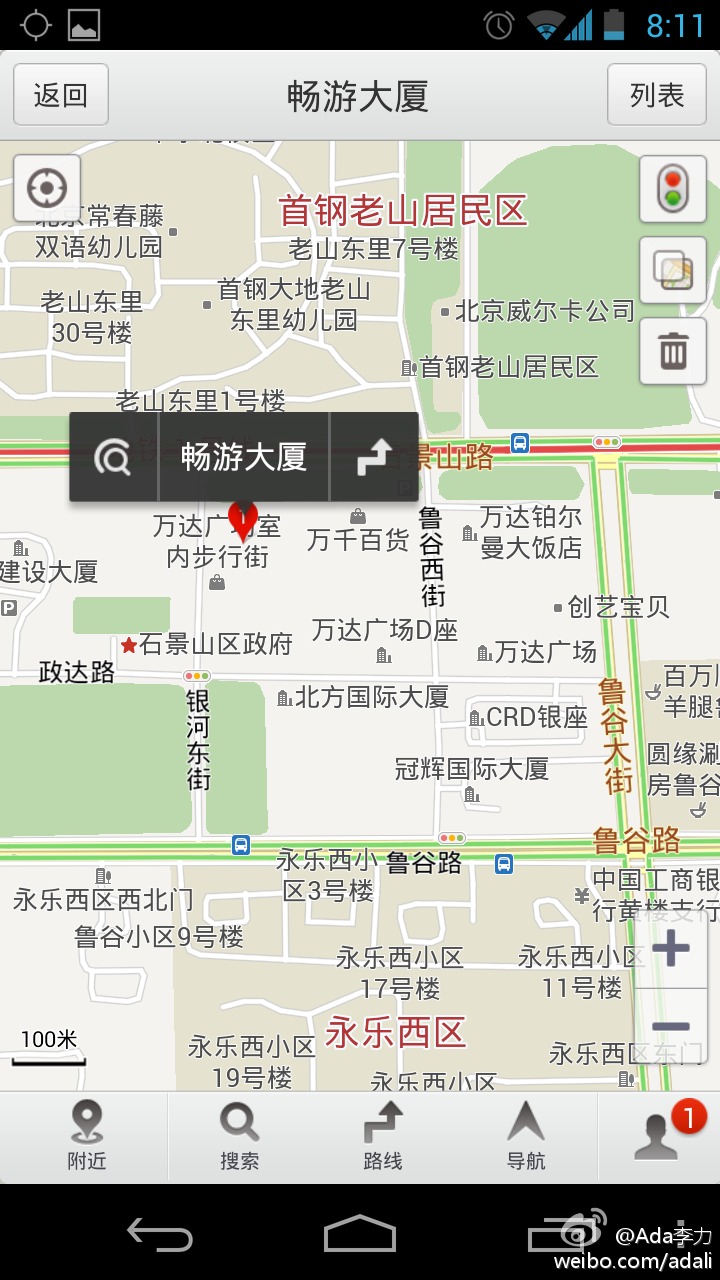 8:11
返回
畅游大厦
列表
北京常春藤
双语幼儿园
首钢老山居民区
老山东里7号楼
老山东里
30号楼
首钢大地老山
东里幼儿园
北京威尔卡公司
首钢老山居民区
老山东里1号楼
畅游大厦
景山路
1
万达广场室
内步行街
万千百货
鲁谷西街
万达铂尔
曼大饭店
建设大厦
P
创艺宝贝
石景山区政府
万达广场D座
万达广场
政达路
银河东街
北方国际大厦
CRD银座
鲁谷大街
百万
羊腿
冠辉国际大厦
圆缘涮
房鲁谷
鲁谷路
永乐西小
区3号楼
鲁谷路
永乐西区西北门
中国工商银
行黄楼支行
鲁谷小区9号楼
永乐西小区
17号楼
永乐西小区
11号楼
100米
永乐西小区
19号楼
永乐西区
永乐西区东门
永乐西小区
附近
搜索
路线
导航
1
@Ada李力
weibo.com/adali